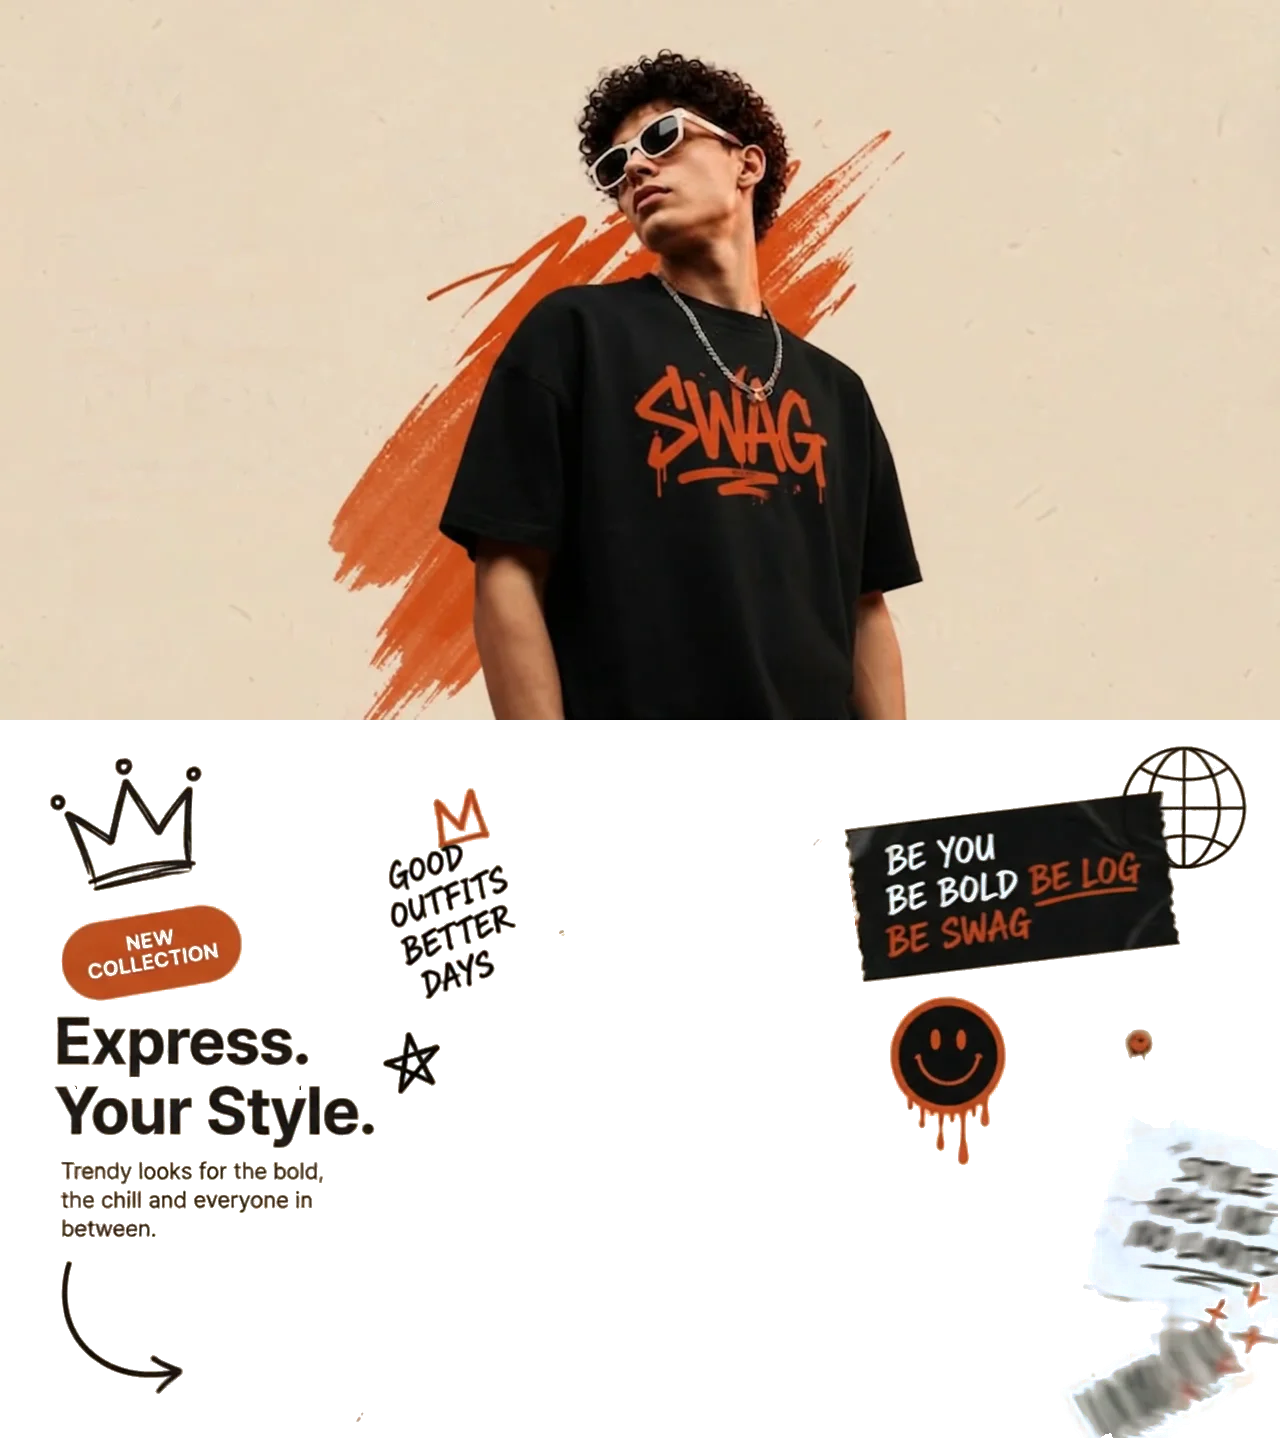 SWAG
NEW
COLLECTION
Express.
Your Style.
Trendy looks for the bold,
the chill and everyone in
between.
GOOD
OUTFITS
BETTER
DAYS
BE YOU
BE BOLD BE LOG
BE SWAG